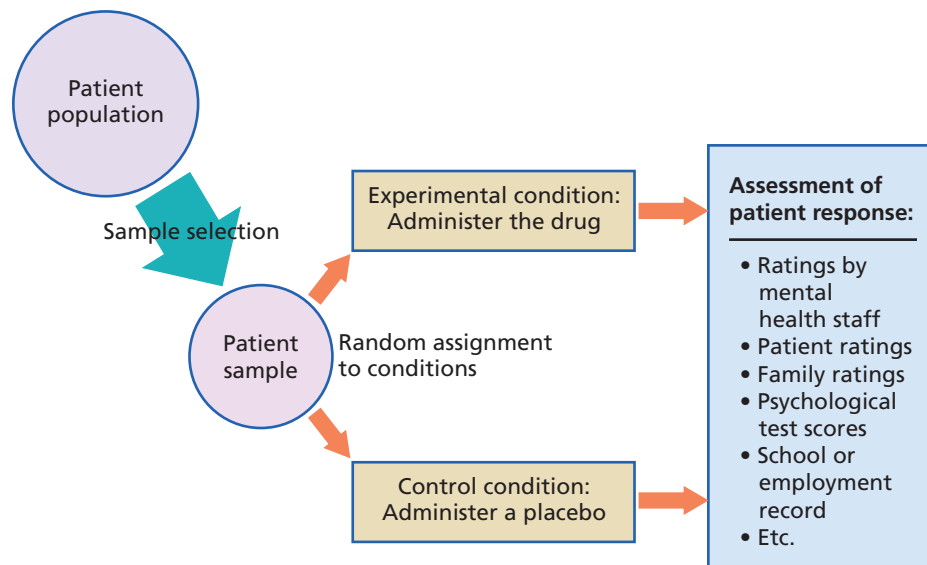 Patient
population
Sample selection
Patient
sample
Random assignment
to conditions
Experimental condition:
Administer the drug
Control condition:
Administer a placebo
Assessment of
patient response:
• Ratings by
mental
health staff
• Patient ratings
• Family ratings
• Psychological
test scores
• School or
employment
record
• Etc.